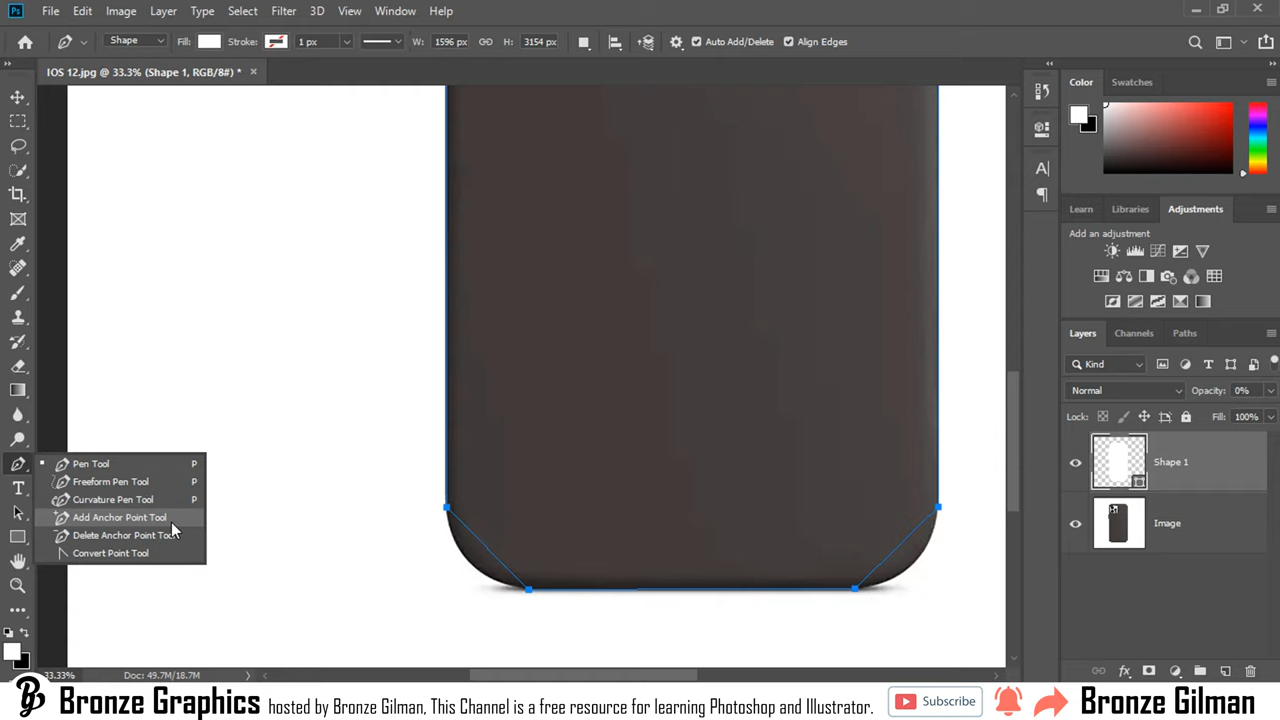 Ps File Edit Image Layer Type Select Filter 3D View Window Help
Shape Fill: Stroke: 1 px W: 1596 px H: 3154 px Auto Add/Delete Align Edges
IOS 12.jpg @ 33.3% (Shape 1, RGB/8#) *
Color Swatches
Learn Libraries Adjustments
Add an adjustment
Layers Channels Paths
Kind
Normal Opacity: 0%
Lock: Fill: 100%
Shape 1
Image
Pen Tool P
Freeform Pen Tool P
Curvature Pen Tool P
Add Anchor Point Tool
Delete Anchor Point Tool
Convert Point Tool
33.33% Doc: 49.7M/18.7M
Bronze Graphics hosted by Bronze Gilman, This Channel is a free resource for learning Photoshop and Illustrator. Subscribe Bronze Gilman